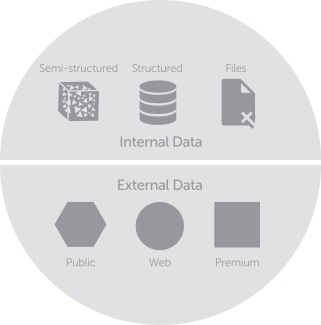 Semi-structured Structured Files
Internal Data
External Data
Public Web Premium